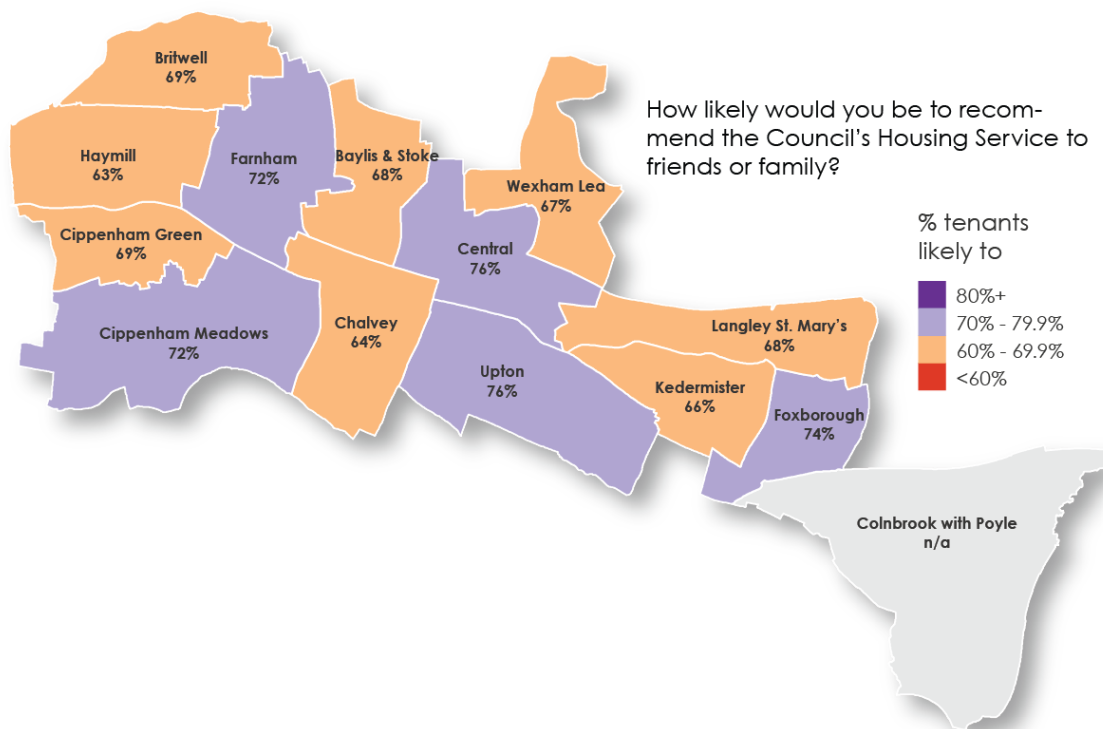 Britwell
69%
How likely would you be to recom-
mend the Council's Housing Service to
friends or family?
Haymill
63%
Farnham
72%
Baylis & Stoke
68%
Wexham Lea
67%
Cippenham Green
69%
Central
76%
% tenants
likely to
80%+
70% - 79.9%
60% - 69.9%
<60%
Cippenham Meadows
72%
Chalvey
64%
Langley St. Mary's
68%
Upton
76%
Kedermister
66%
Foxborough
74%
Colnbrook with Poyle
n/a